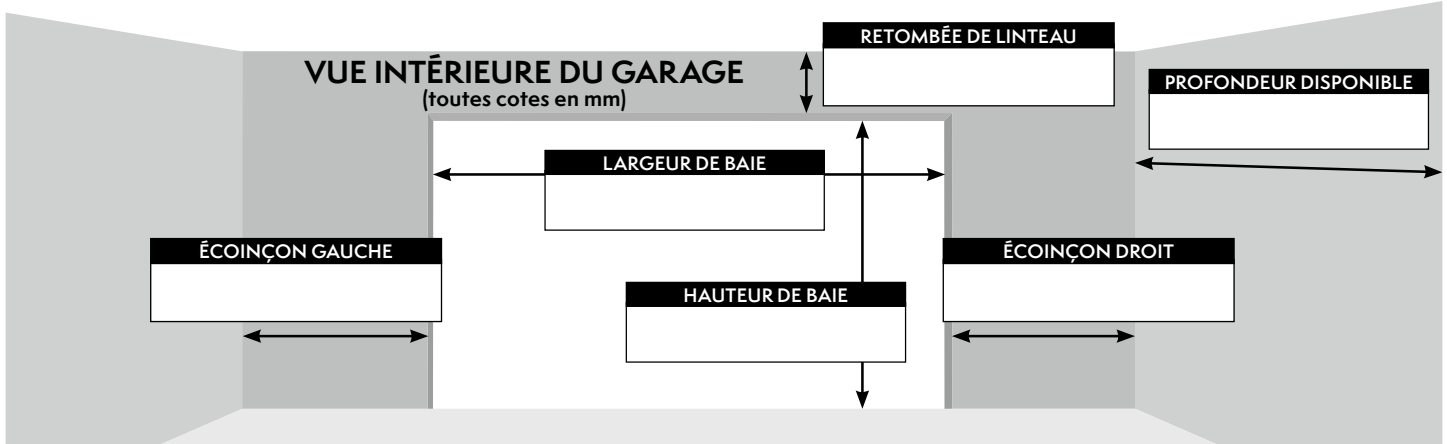 RETOMBÉE DE LINTEAU
VUE INTÉRIEURE DU GARAGE
(toutes cotes en mm)
PROFONDEUR DISPONIBLE
LARGEUR DE BAIE
ÉCOINÇON GAUCHE
ÉCOINÇON DROIT
HAUTEUR DE BAIE